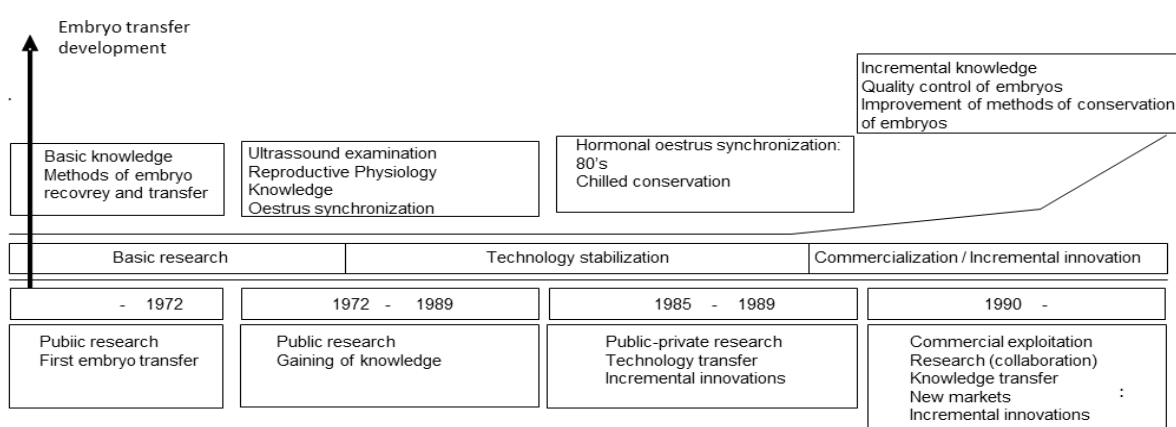 Embryo transfer
development
Incremental knowledge
Quality control of embryos
Improvement of methods of conservation
of embryos
Basic knowledge
Methods of embryo
recovrey and transfer
Ultrassound examination
Reproductive Physiology
Knowledge
Oestrus synchronization
Hormonal oestrus synchronization:
80's
Chilled conservation
Basic research
Technology stabilization
Commercialization / Incremental innovation
- 1972
1972 - 1989
1985 - 1989
1990 -
Pubiic research
First embryo transfer
Public research
Gaining of knowledge
Public-private research
Technology transfer
Incremental innovations
Commercial exploitation
Research (collaboration)
Knowledge transfer
New markets :
Incremental innovations